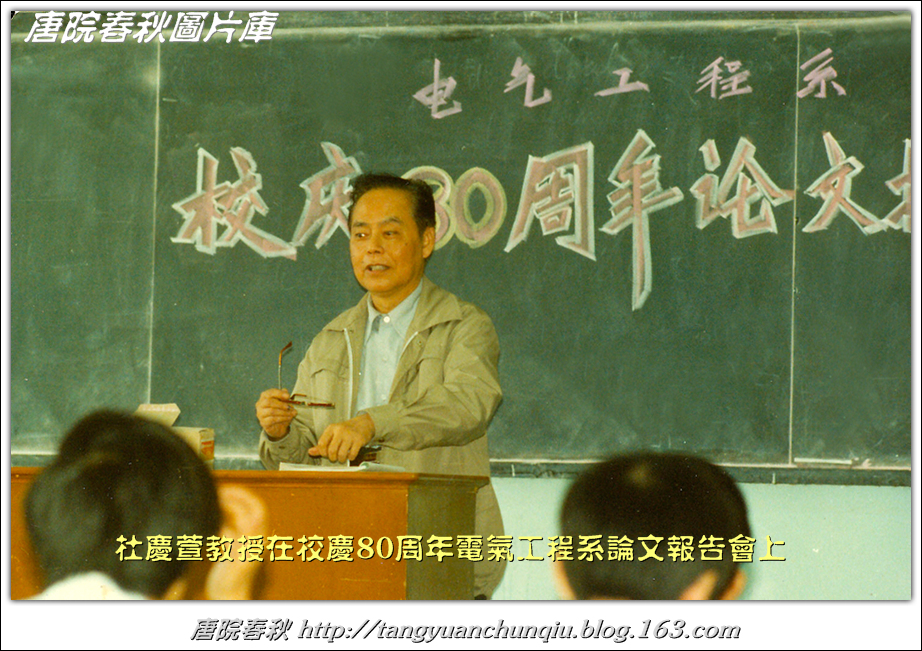 唐院春秋圖片庫
电气工程系
校庆80周年论文报
杜慶萱教授在校慶80周年電氣工程系論文報告會上
唐院春秋 http://tangyuanchunqiu.blog.163.com